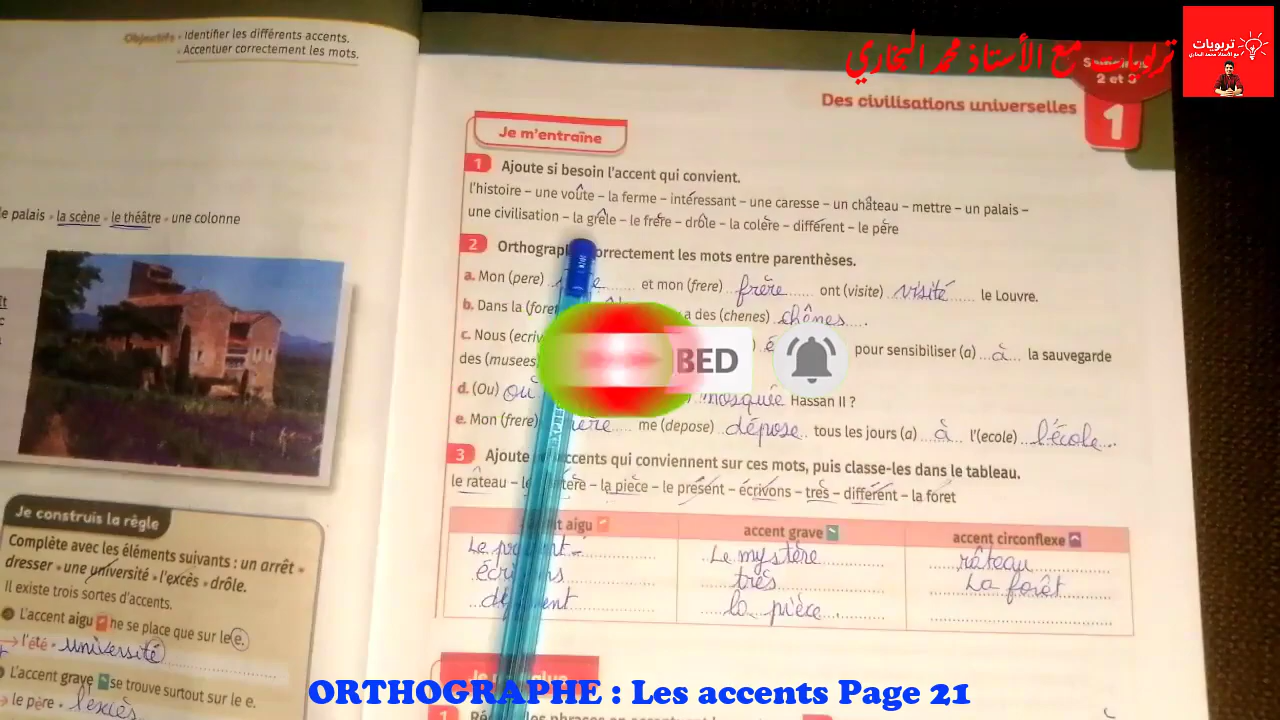 Objectifs • Identifier les différents accents.
• Accentuer correctement les mots.
le palais • la scène • le théâtre • une colonne
Je construis la règle
Complète avec les éléments suivants : un arrêt •
dresser • une université • l'excès • drôle.
Il existe trois sortes d'accents.
L'accent aigu ne se place que sur le e.
→ l'été • université
L'accent grave se trouve surtout sur le e.
→ le père • l'excès
تربويات مع الأستاذ محمد البخاري
تربويات
مع الأستاذ محمد البخاري
2 et 3
Des civilisations universelles
1
Je m'entraîne
1 Ajoute si besoin l'accent qui convient.
l'histoire – une voûte – la ferme – intéressant – une caresse – un château – mettre – un palais –
une civilisation – la grêle – le frère – drôle – la colère – différent – le père
2 Orthographie correctement les mots entre parenthèses.
a. Mon (pere) et mon (frere) frère ont (visite) visité le Louvre.
b. Dans la a des (chenes) chênes.
c. Nous pour sensibiliser (a) à la sauvegarde
des (musees)
d. (Ou) où mosquée Hassan II ?
e. Mon (frere) me (depose) dépose tous les jours (a) à l'(ecole) l'école
3 Ajoute accents qui conviennent sur ces mots, puis classe-les dans le tableau.
le râteau – – la pièce – le présent – écrivons – très – différent – la foret
aigu accent grave accent circonflexe
Le Le mystère râteau
très La forêt
la pièce
BED
ORTHOGRAPHE : Les accents Page 21